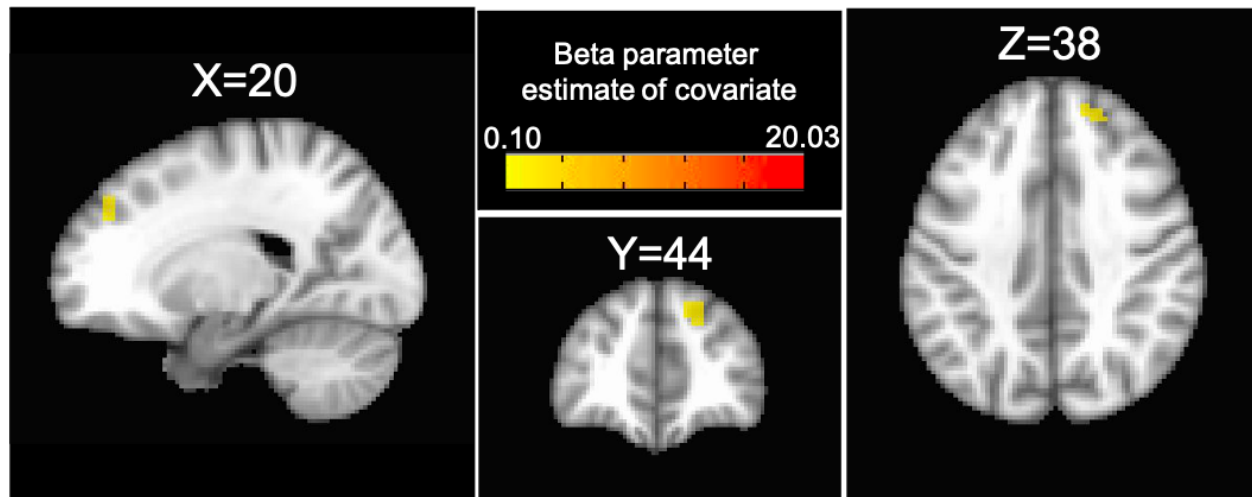 X=20
Beta parameter
estimate of covariate
0.10 20.03
Y=44
Z=38